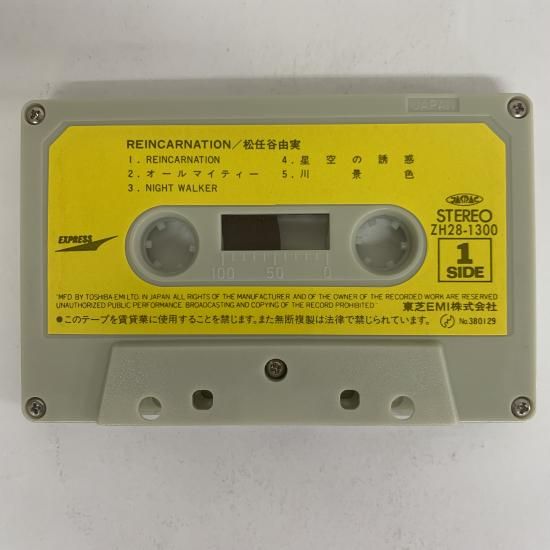 JAPAN
REINCARNATION/松任谷由実
1. REINCARNATION
2. オールマイティー
3. NIGHT WALKER
4. 星空の誘惑
5. 川景色
JASRAC
STEREO
ZH28-1300
1
SIDE
EXPRESS
100 50 0
"MFD BY TOSHIBA EMI LTD. IN JAPAN. ALL RIGHTS OF THE MANUFACTURER AND OF THE OWNER OF THE RECORDED WORK ARE RESERVED
UNAUTHORIZED PUBLIC PERFORMANCE. BROADCASTING AND COPYING OF THE RECORD PROHIBITED"
東芝EMI株式会社
●このテープを賃貸業に使用することを禁じます。また無断複製は法律で禁じられています。
No.380129